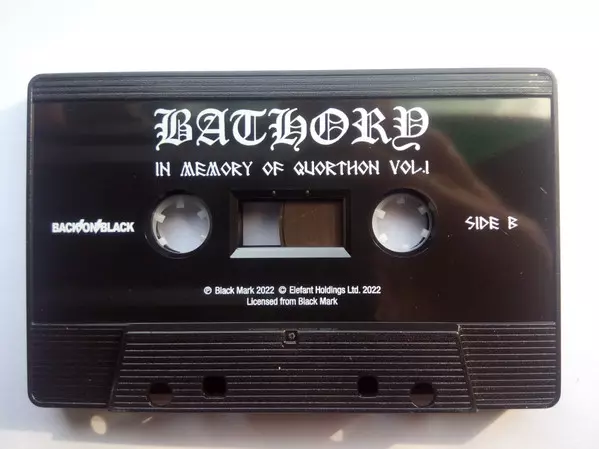 BATHORY
IN MEMORY OF QUORTHON VOL.I
BACK ON BLACK
SIDE B
℗ Black Mark 2022 © Elefant Holdings Ltd. 2022
Licensed from Black Mark